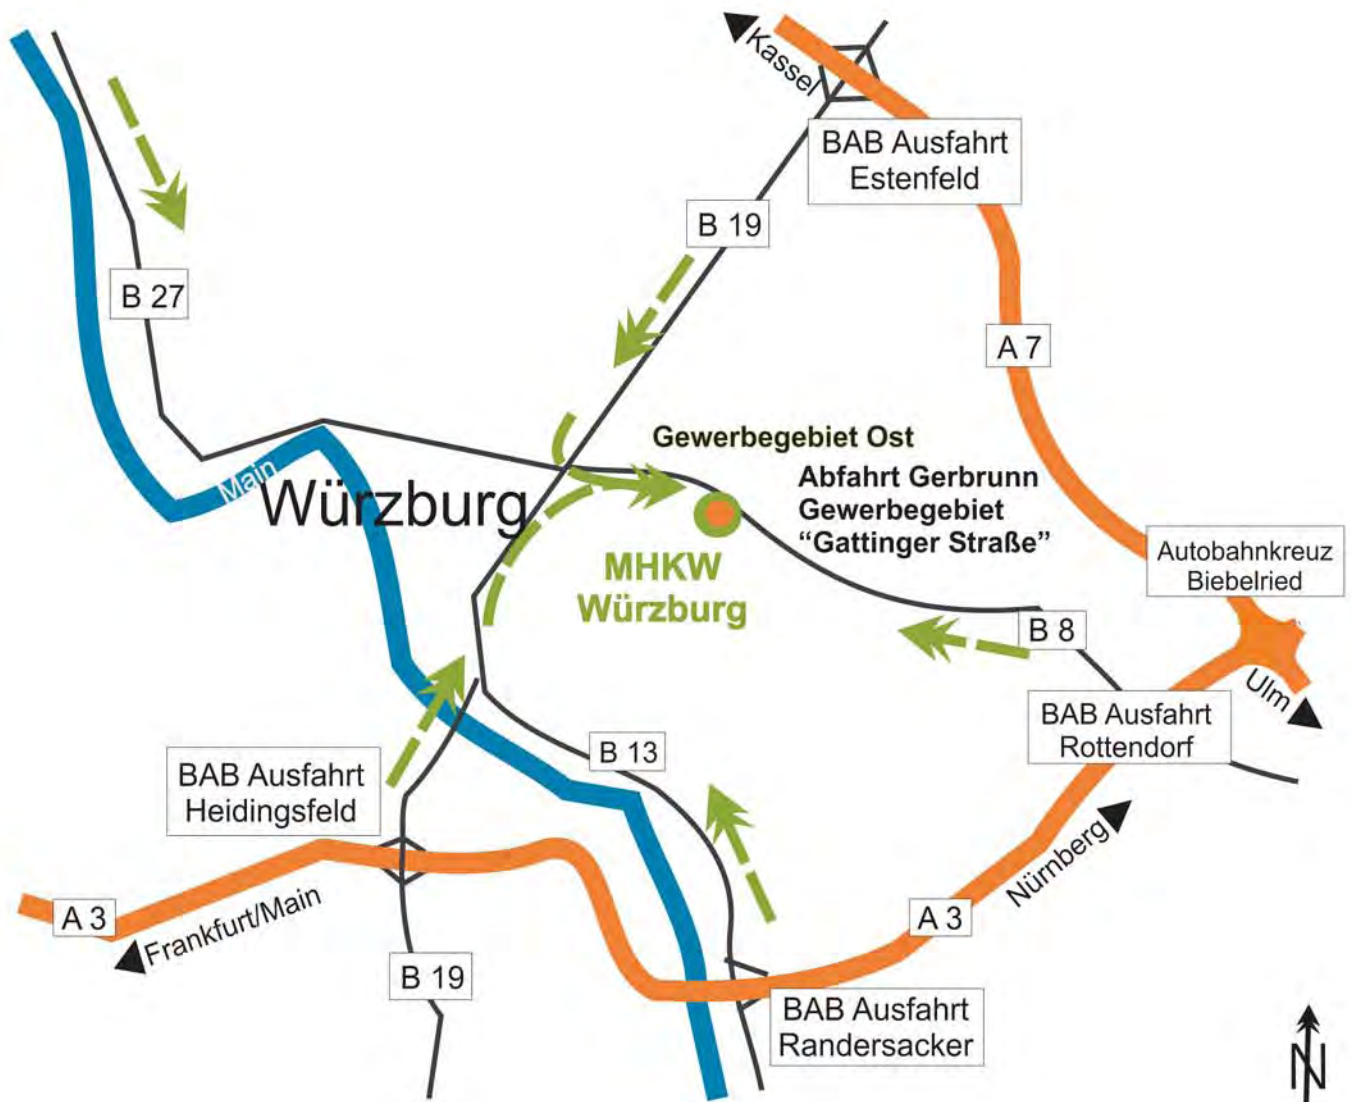 Kassel
BAB Ausfahrt
Estenfeld
B 19
B 27
A 7
Gewerbegebiet Ost
Abfahrt Gerbrunn
Gewerbegebiet
“Gattinger Straße”
Main
Würzburg
MHKW
Würzburg
Autobahnkreuz
Biebelried
B 8
Ulm
BAB Ausfahrt
Rottendorf
B 13
BAB Ausfahrt
Heidingsfeld
Nürnberg
A 3
Frankfurt/Main
A 3
B 19
BAB Ausfahrt
Randersacker
N